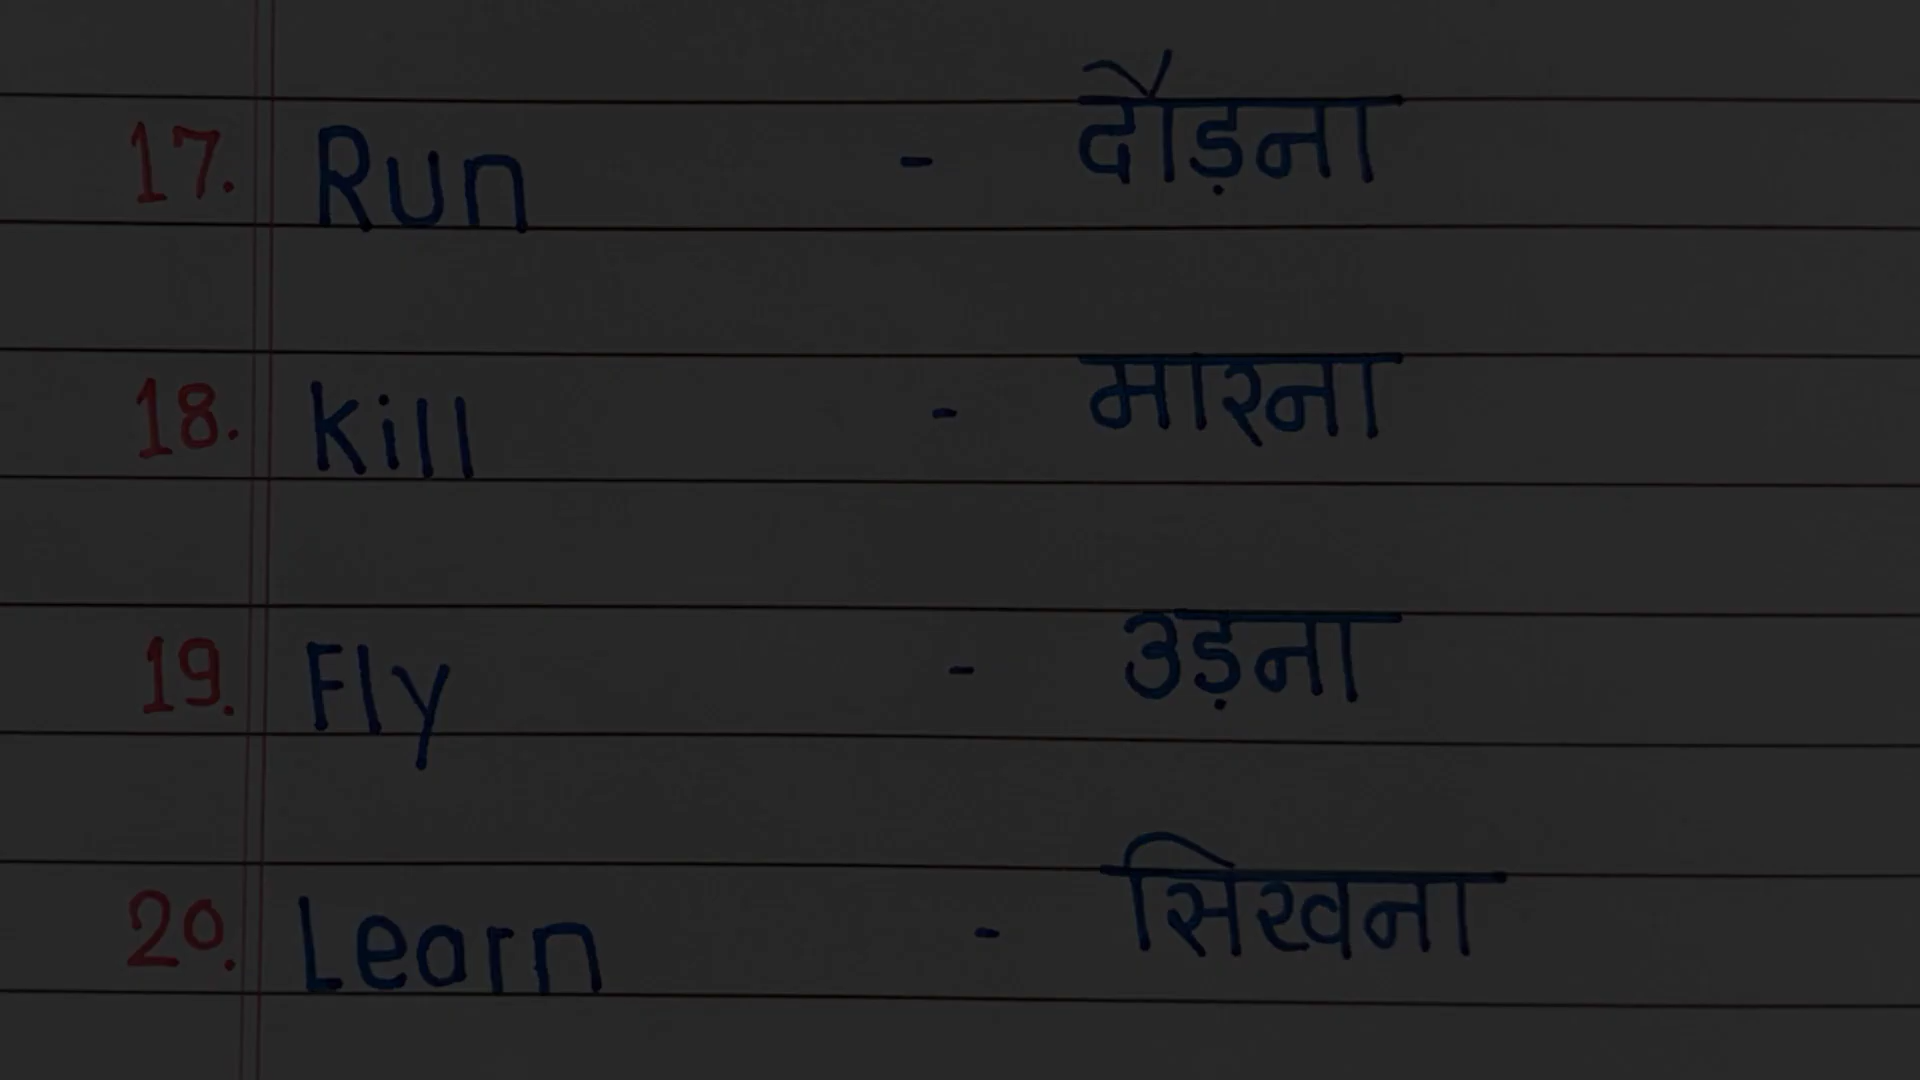 17. Run - दौड़ना
18. Kill - मारना
19. Fly - उड़ना
20. Learn - सिखना